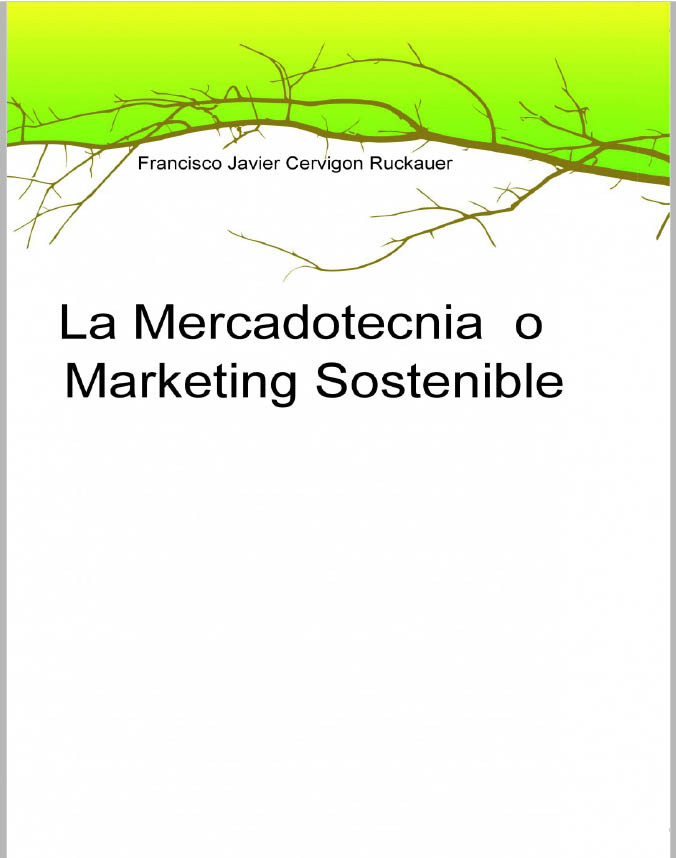 Francisco Javier Cervigon Ruckauer
La Mercadotecnia o
Marketing Sostenible